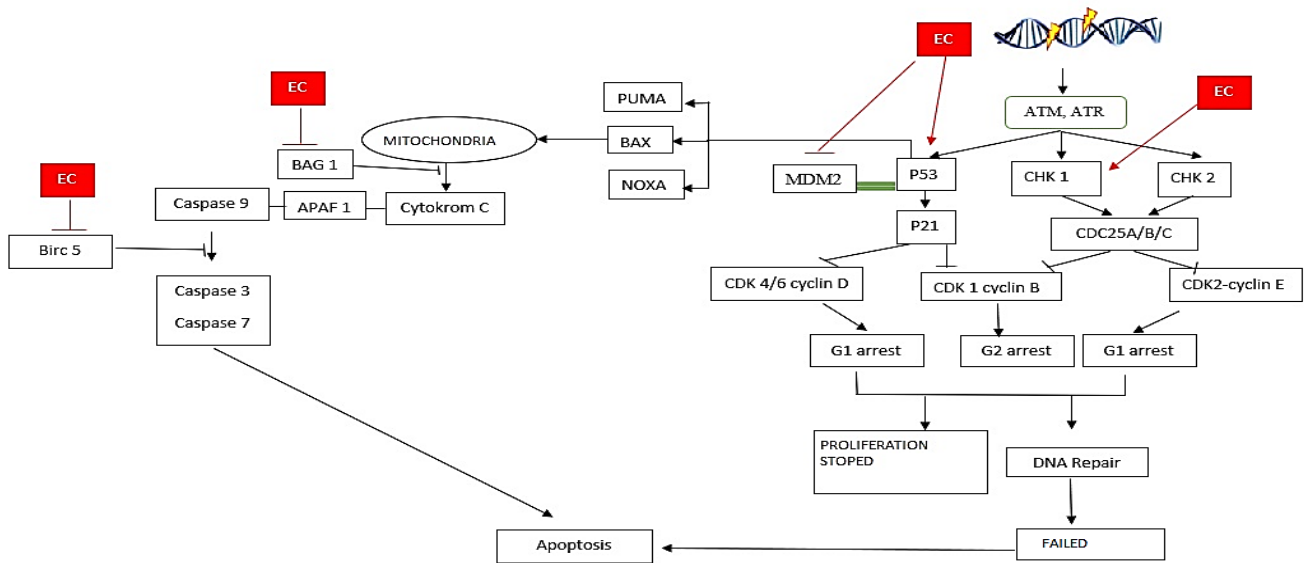 EC
EC
EC
PUMA
ATM, ATR
MITOCHONDRIA
BAX
BAG 1
P53
CHK 1
CHK 2
MDM2
EC
NOXA
Caspase 9
APAF 1
Cytokrom C
P21
CDC25A/B/C
Birc 5
CDK 4/6 cyclin D
CDK 1 cyclin B
CDK2-cyclin E
Caspase 3
Caspase 7
G1 arrest
G2 arrest
G1 arrest
PROLIFERATION
STOPED
DNA Repair
Apoptosis
FAILED